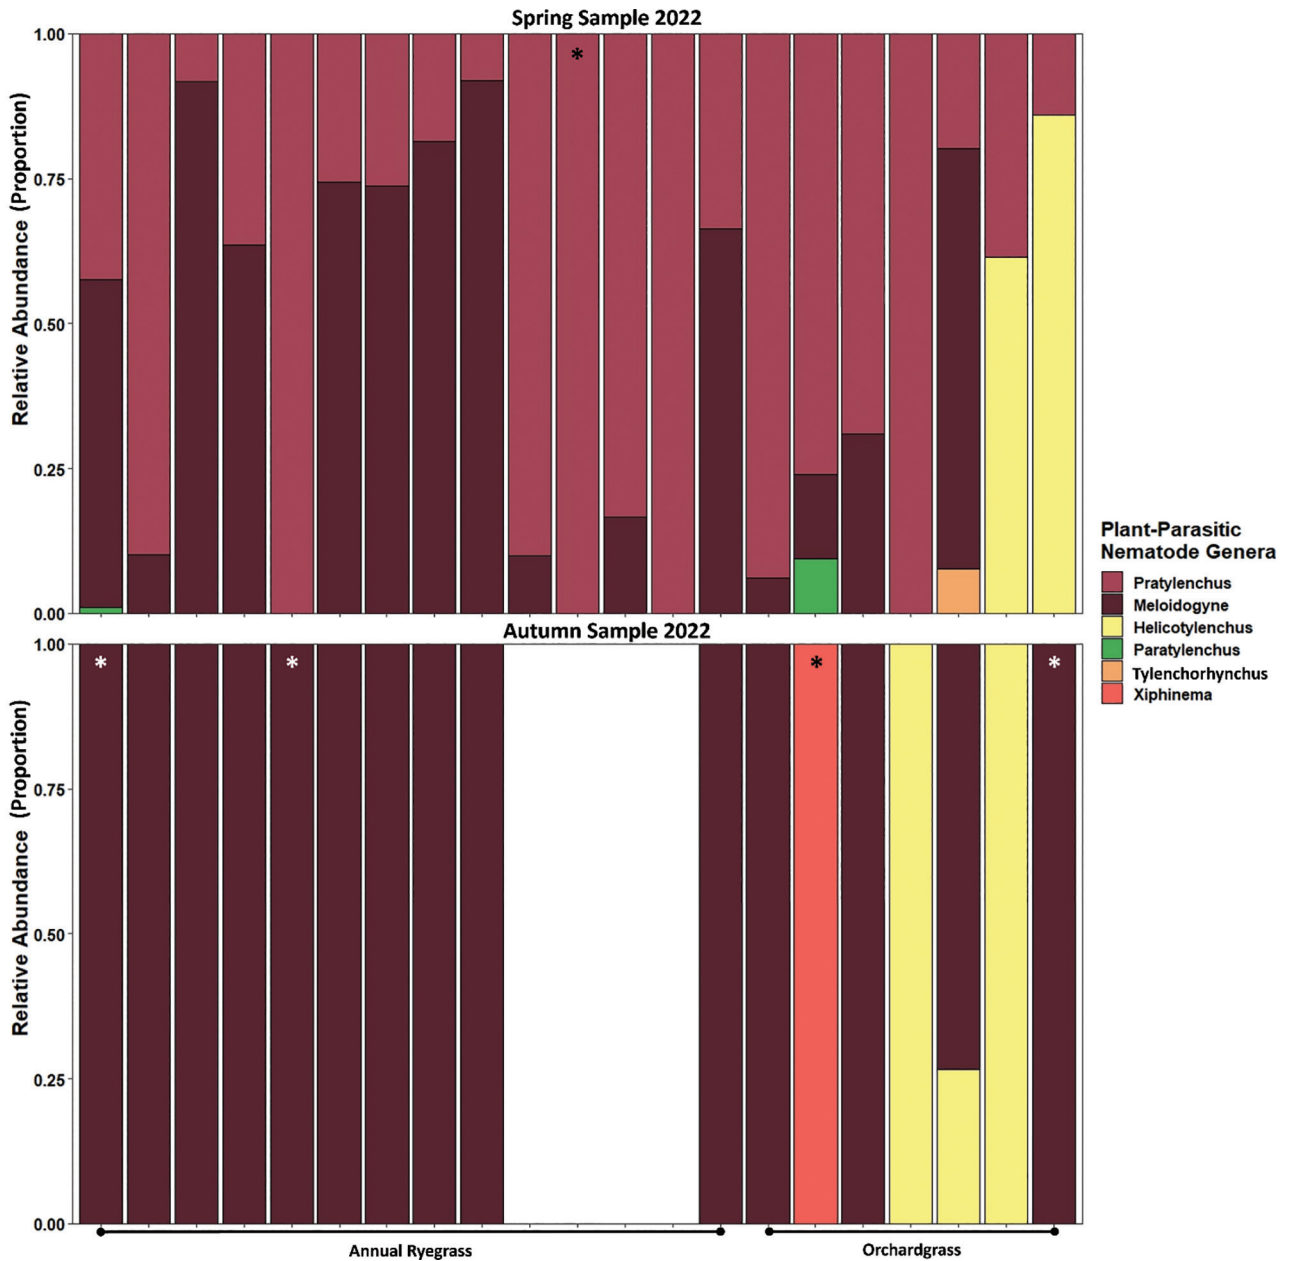 Spring Sample 2022
1.00
*
0.75
0.50
0.25
0.00
Relative Abundance (Proportion)
Autumn Sample 2022
1.00
* * * *
0.75
0.50
0.25
0.00
Relative Abundance (Proportion)
Annual Ryegrass
Orchardgrass
Plant-Parasitic
Nematode Genera
Pratylenchus
Meloidogyne
Helicotylenchus
Paratylenchus
Tylenchorhynchus
Xiphinema